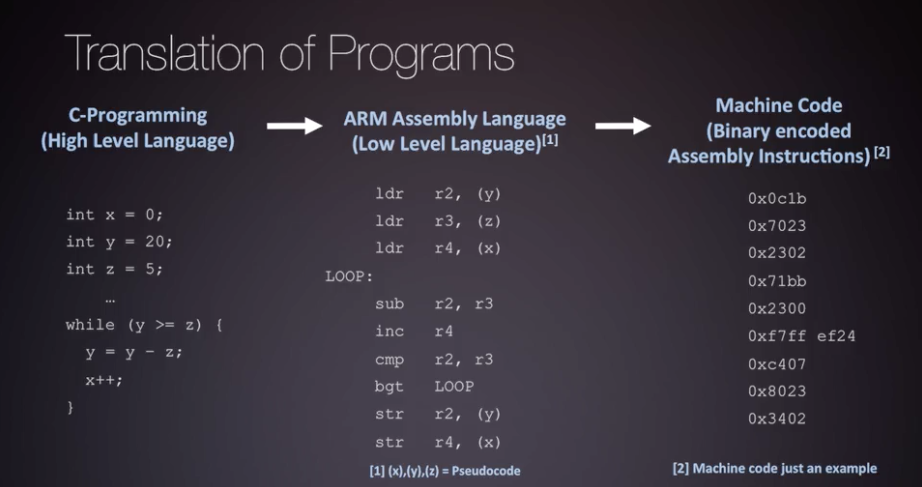 Translation of Programs
C-Programming
(High Level Language)
int x = 0;
int y = 20;
int z = 5;
…
while (y >= z) {
y = y - z;
x++;
}
ARM Assembly Language
(Low Level Language)[1]
ldr r2, (y)
ldr r3, (z)
ldr r4, (x)
LOOP:
sub r2, r3
inc r4
cmp r2, r3
bgt LOOP
str r2, (y)
str r4, (x)
[1] (x),(y),(z) = Pseudocode
Machine Code
(Binary encoded
Assembly Instructions) [2]
0x0c1b
0x7023
0x2302
0x71bb
0x2300
0xf7ff ef24
0xc407
0x8023
0x3402
[2] Machine code just an example